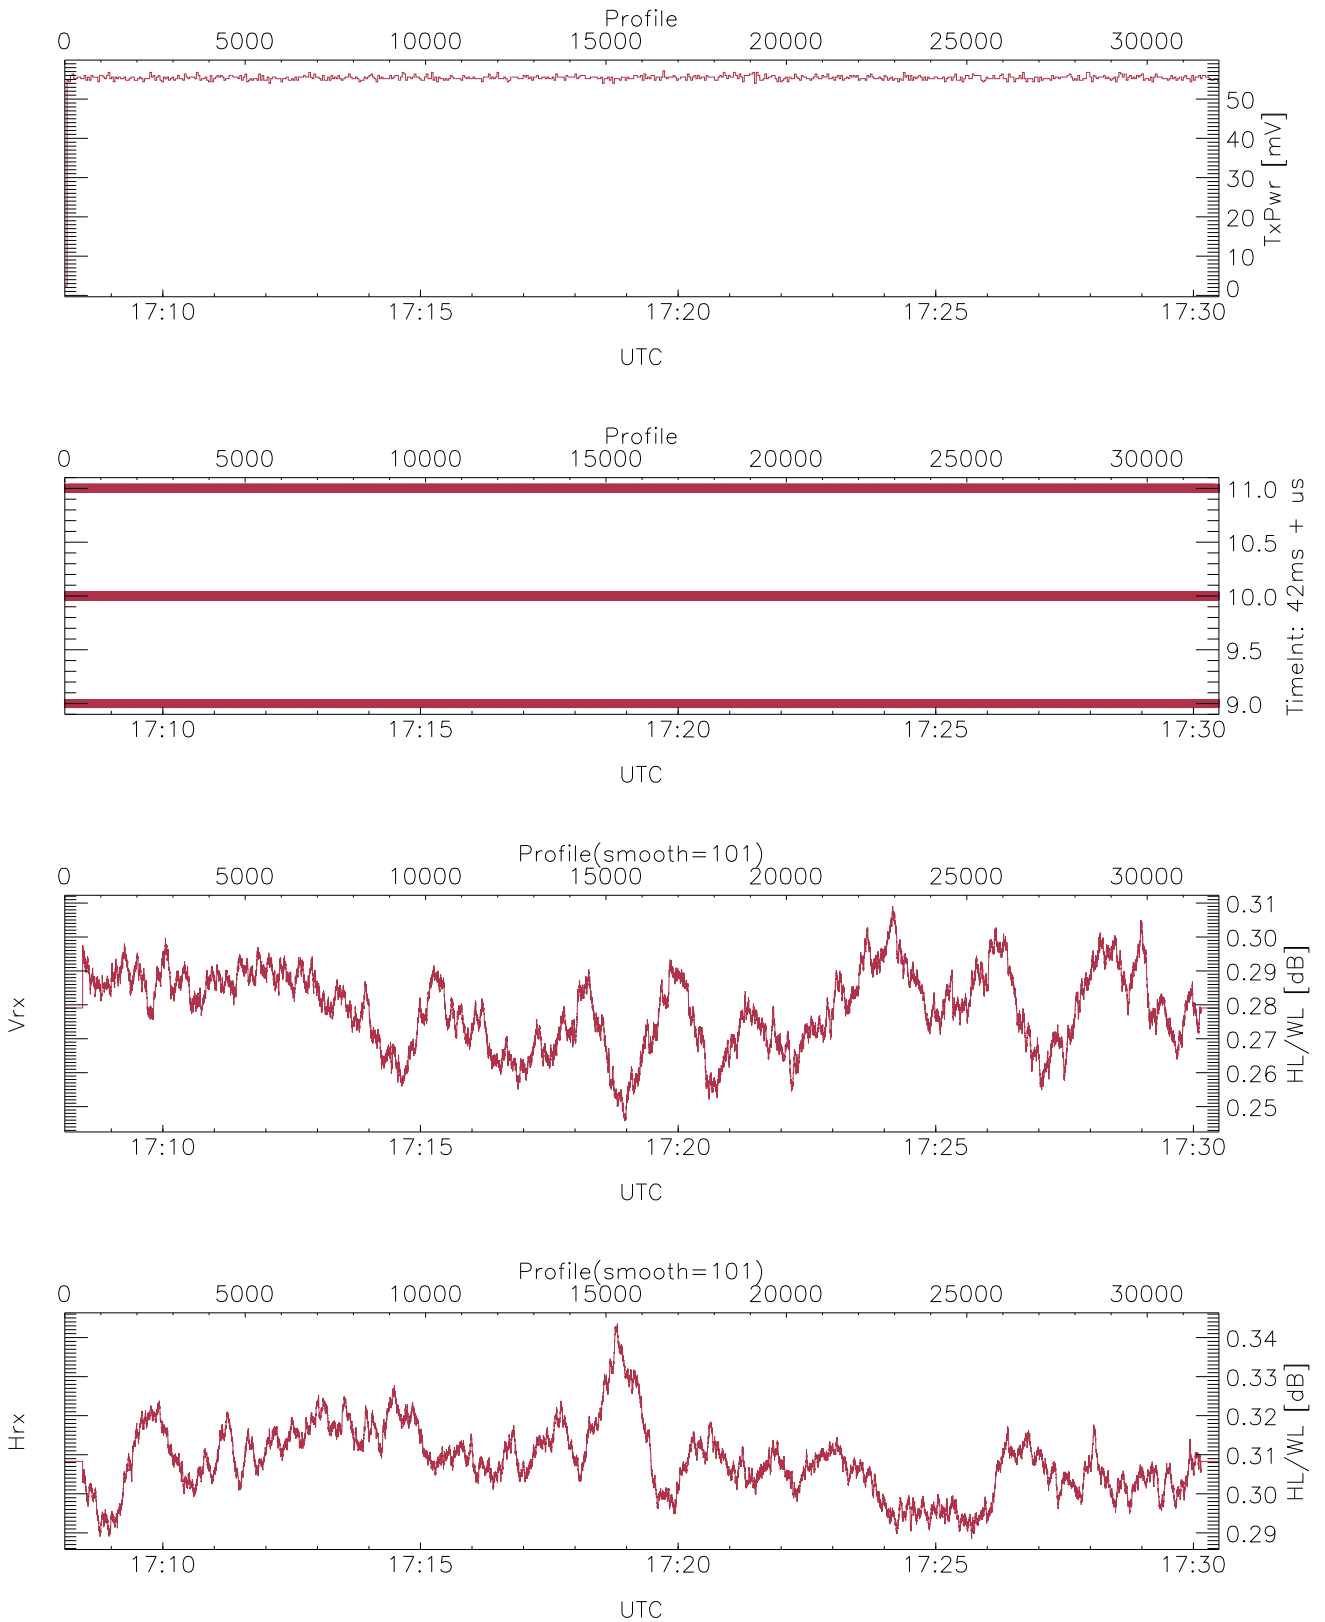 Profile
0 5000 10000 15000 20000 25000 30000
50
40
30
20
10
0
TxPwr [mV]
17:10 17:15 17:20 17:25 17:30
UTC
Profile
0 5000 10000 15000 20000 25000 30000
11.0
10.5
10.0
9.5
9.0
TimeInt: 42ms + us
17:10 17:15 17:20 17:25 17:30
UTC
Profile(smooth=101)
0 5000 10000 15000 20000 25000 30000
Vrx
0.31
0.30
0.29
0.28
0.27
0.26
0.25
HL/WL [dB]
17:10 17:15 17:20 17:25 17:30
UTC
Profile(smooth=101)
0 5000 10000 15000 20000 25000 30000
Hrx
0.34
0.33
0.32
0.31
0.30
0.29
HL/WL [dB]
17:10 17:15 17:20 17:25 17:30
UTC